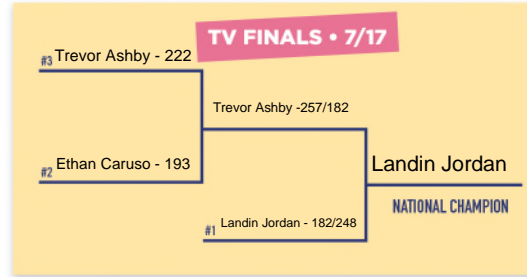 TV FINALS • 7/17
#3 Trevor Ashby - 222
Trevor Ashby -257/182
#2 Ethan Caruso - 193
Landin Jordan
NATIONAL CHAMPION
#1 Landin Jordan - 182/248